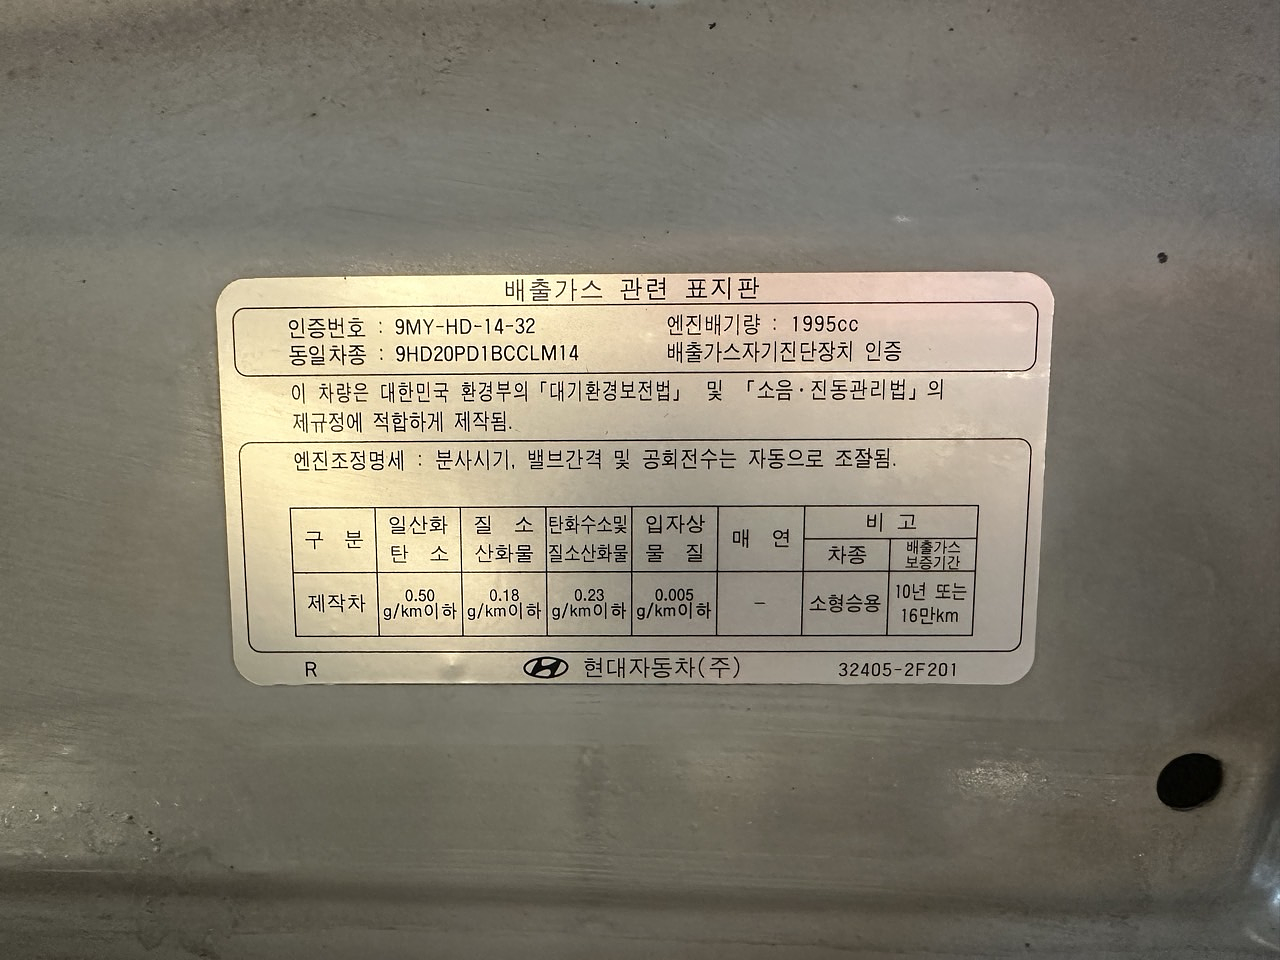 배출가스 관련 표지판
인증번호 : 9MY-HD-14-32 엔진배기량 : 1995cc
동일차종 : 9HD20PD1BCCLM14 배출가스자기진단장치 인증
이 차량은 대한민국 환경부의「대기환경보전법」 및 「소음·진동관리법」의
제규정에 적합하게 제작됨.
엔진조정명세 : 분사시기, 밸브간격 및 공회전수는 자동으로 조절됨.
구 분 일산화 탄 소 질 소 산화물 탄화수소및 질소산화물 입자상 물 질 매 연 비 고
차종 배출가스 보증기간
제작차 0.50 g/km이하 0.18 g/km이하 0.23 g/km이하 0.005 g/km이하 - 소형승용 10년 또는 16만km
R 현대자동차(주) 32405-2F201